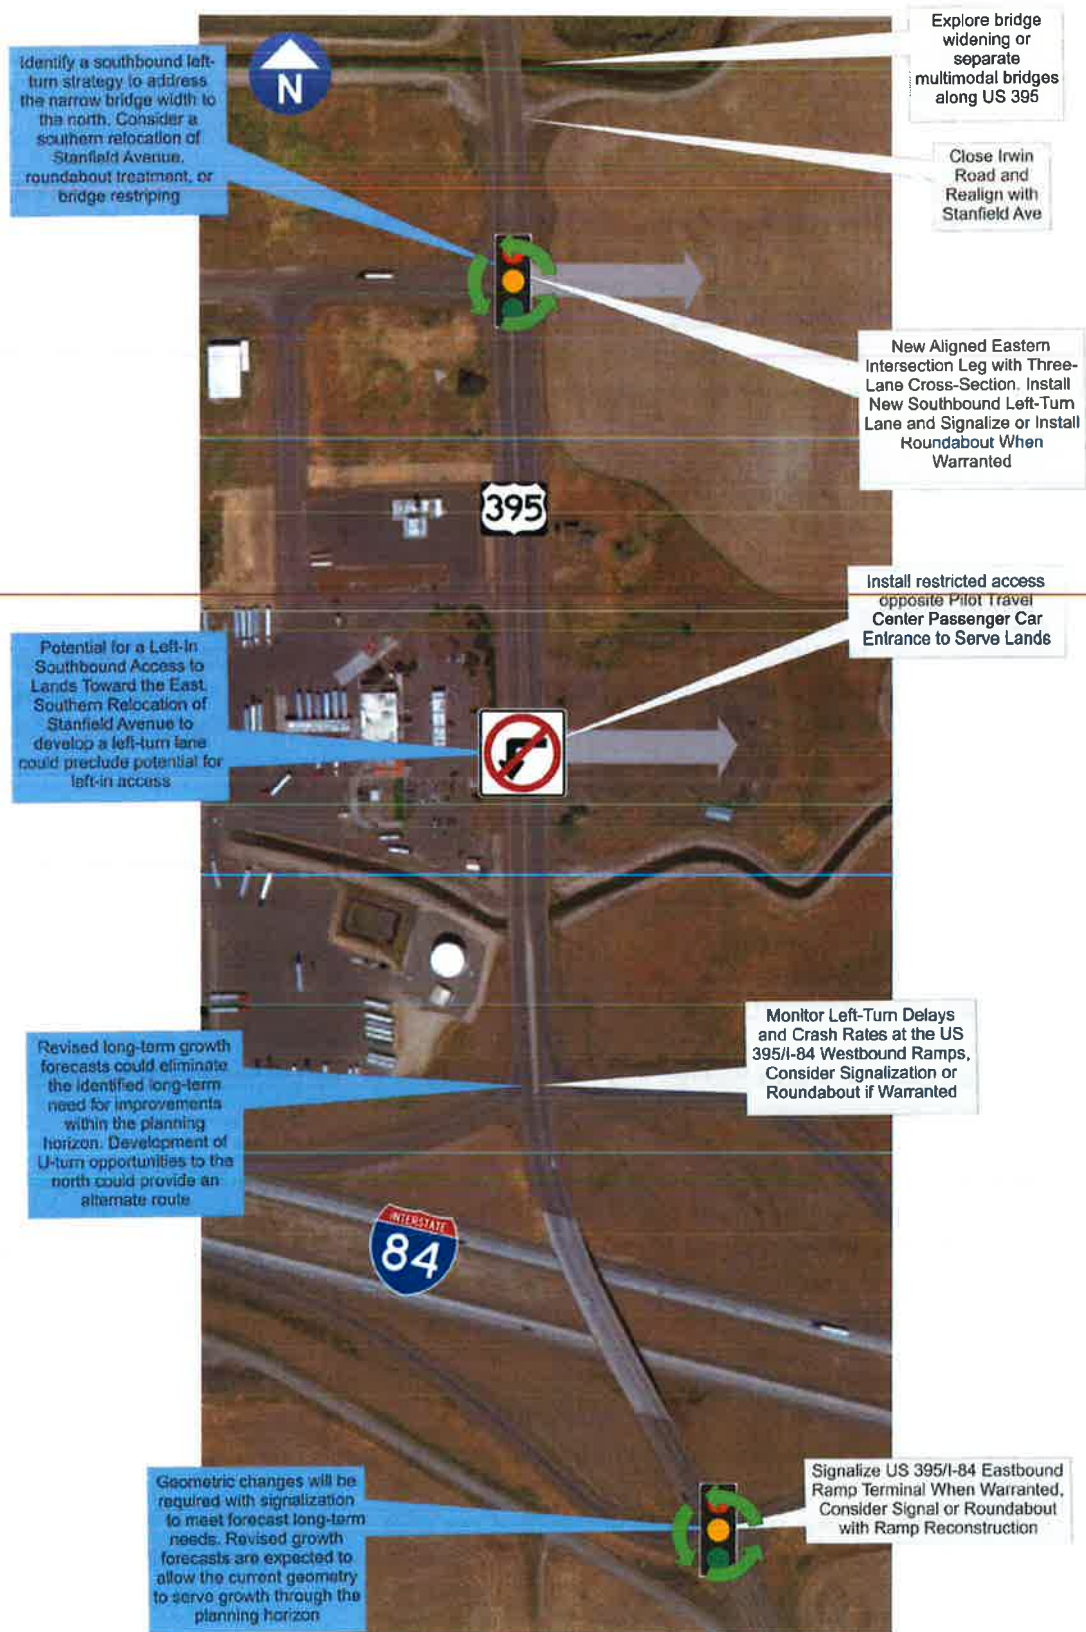 Explore bridge
widening or
separate
multimodal bridges
along US 395
Identify a southbound left-
turn strategy to address
the narrow bridge width to
the north. Consider a
southern relocation of
Stanfield Avenue,
roundabout treatment, or
bridge restriping
N
Close Irwin
Road and
Realign with
Stanfield Ave
New Aligned Eastern
Intersection Leg with Three-
Lane Cross-Section. Install
New Southbound Left-Turn
Lane and Signalize or Install
Roundabout When
Warranted
395
Install restricted access
opposite Pilot Travel
Center Passenger Car
Entrance to Serve Lands
Potential for a Left-In
Southbound Access to
Lands Toward the East.
Southern Relocation of
Stanfield Avenue to
develop a left-turn lane
could preclude potential for
left-in access
Monitor Left-Turn Delays
and Crash Rates at the US
395/I-84 Westbound Ramps,
Consider Signalization or
Roundabout if Warranted
Revised long-term growth
forecasts could eliminate
the identified long-term
need for improvements
within the planning
horizon. Development of
U-turn opportunities to the
north could provide an
alternate route
INTERSTATE
84
Signalize US 395/I-84 Eastbound
Ramp Terminal When Warranted,
Consider Signal or Roundabout
with Ramp Reconstruction
Geometric changes will be
required with signalization
to meet forecast long-term
needs. Revised growth
forecasts are expected to
allow the current geometry
to serve growth through the
planning horizon